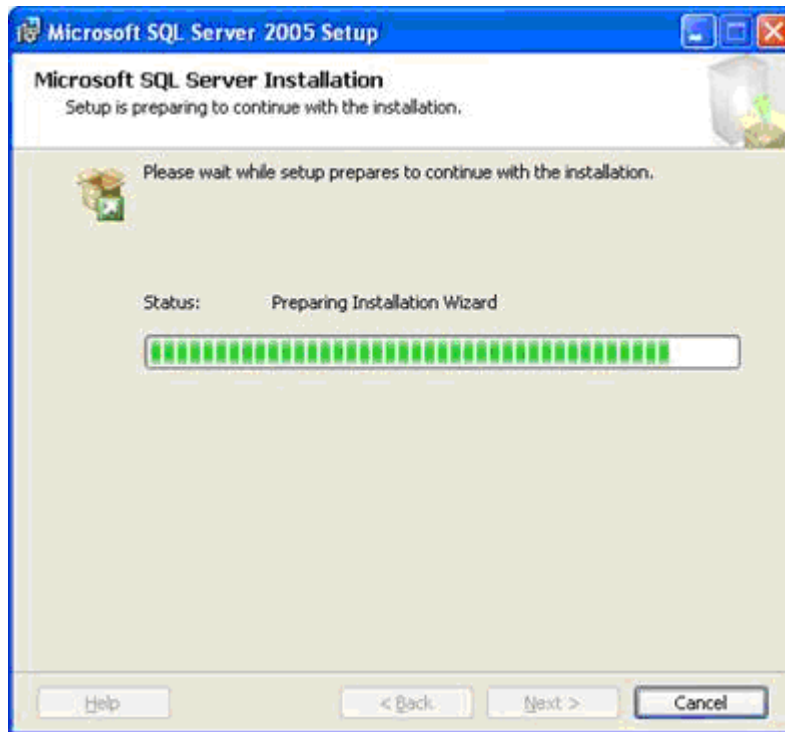 Microsoft SQL Server 2005 Setup
Microsoft SQL Server Installation
Setup is preparing to continue with the installation.
Please wait while setup prepares to continue with the installation.
Status: Preparing Installation Wizard
Help < Back Next > Cancel